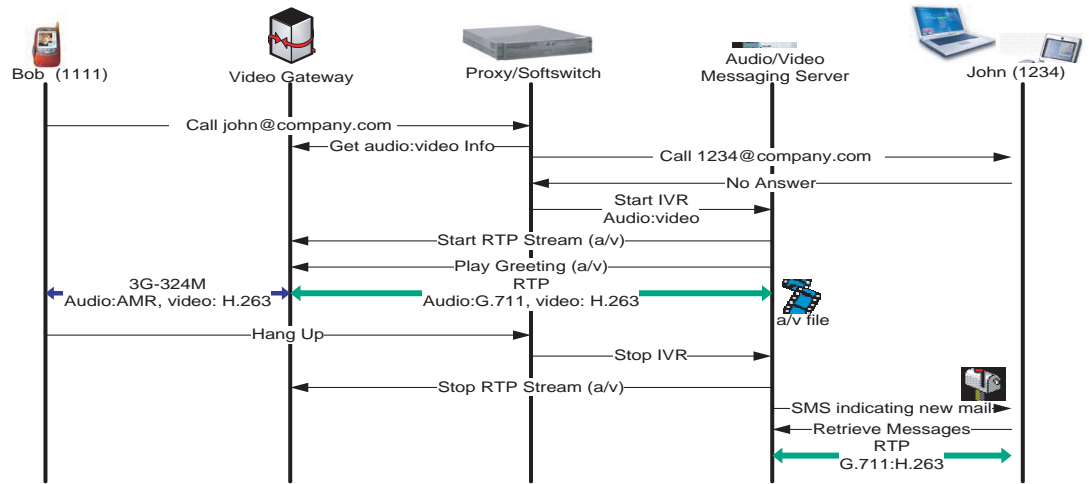 Bob (1111)
Video Gateway
Proxy/Softswitch
Audio/Video
Messaging Server
John (1234)
Call john@company.com
Get audio:video Info
Call 1234@company.com
No Answer
Start IVR
Audio:video
Start RTP Stream (a/v)
Play Greeting (a/v)
3G-324M
Audio:AMR, video: H.263
RTP
Audio:G.711, video: H.263
a/v file
Hang Up
Stop IVR
Stop RTP Stream (a/v)
SMS indicating new mail
Retrieve Messages
RTP
G.711:H.263